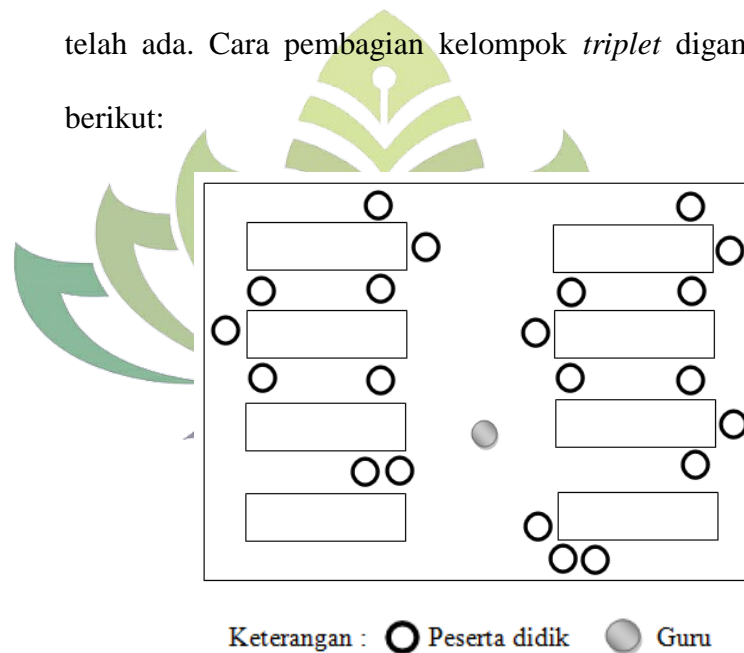 telah ada. Cara pembagian kelompok triplet
berikut:
Keterangan : Peserta didik Guru